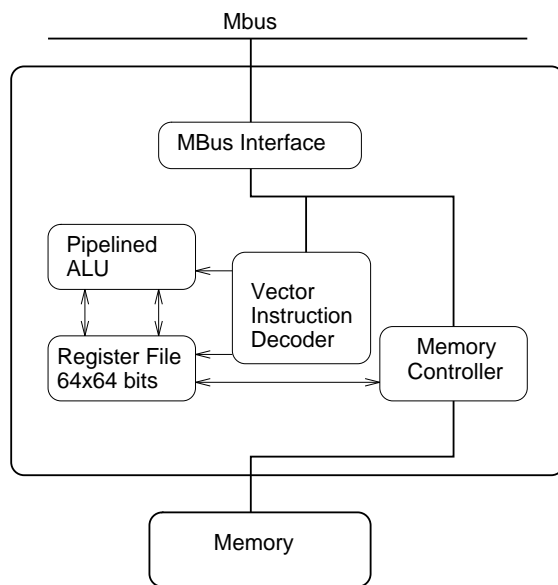 Mbus
MBus Interface
Pipelined
ALU
Vector
Instruction
Decoder
Register File
64x64 bits
Memory
Controller
Memory